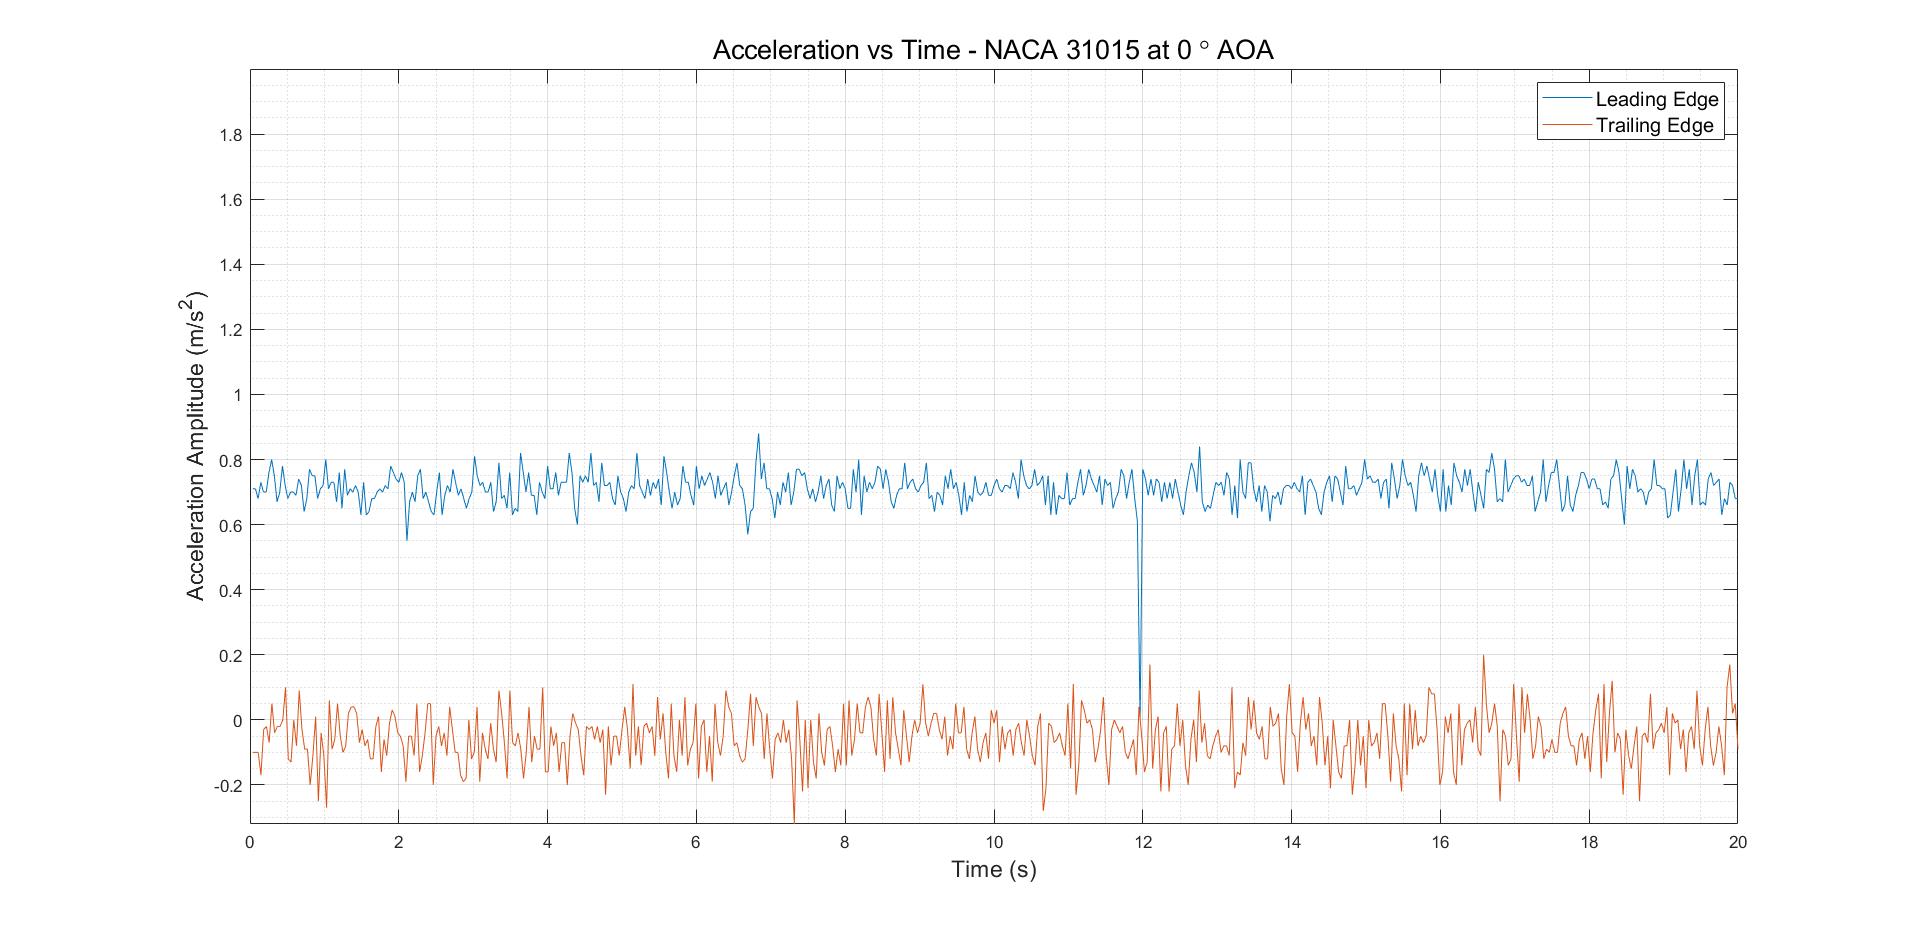 Acceleration vs Time - NACA 31015 at 0 ° AOA
Leading Edge
Trailing Edge
1.8
1.6
1.4
1.2
1
0.8
0.6
0.4
0.2
0
-0.2
Acceleration Amplitude (m/s²)
0 2 4 6 8 10 12 14 16 18 20
Time (s)